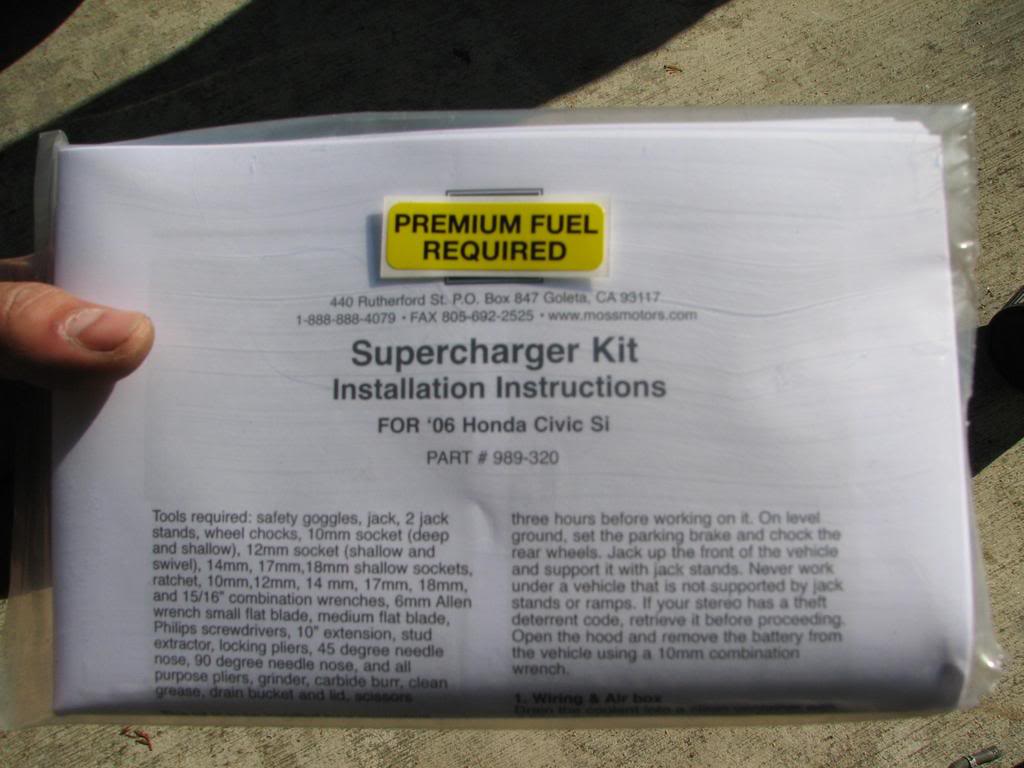 PREMIUM FUEL
REQUIRED
440 Rutherford St. P.O. Box 847 Goleta, CA 93117
1-888-888-4079 • FAX 805-692-2525 • www.mossmotors.com
Supercharger Kit
Installation Instructions
FOR '06 Honda Civic Si
PART # 989-320
Tools required: safety goggles, jack, 2 jack
stands, wheel chocks, 10mm socket (deep
and shallow), 12mm socket (shallow and
swivel), 14mm, 17mm,18mm shallow sockets,
ratchet, 10mm,12mm, 14 mm, 17mm, 18mm,
and 15/16" combination wrenches, 6mm Allen
wrench small flat blade, medium flat blade,
Philips screwdrivers, 10" extension, stud
extractor, locking pliers, 45 degree needle
nose, 90 degree needle nose, and all
purpose pliers, grinder, carbide burr, clean
grease, drain bucket and lid, scissors
three hours before working on it. On level
ground, set the parking brake and chock the
rear wheels. Jack up the front of the vehicle
and support it with jack stands. Never work
under a vehicle that is not supported by jack
stands or ramps. If your stereo has a theft
deterrent code, retrieve it before proceeding.
Open the hood and remove the battery from
the vehicle using a 10mm combination
wrench.
1. Wiring & Air box
Drain the coolant into a clean